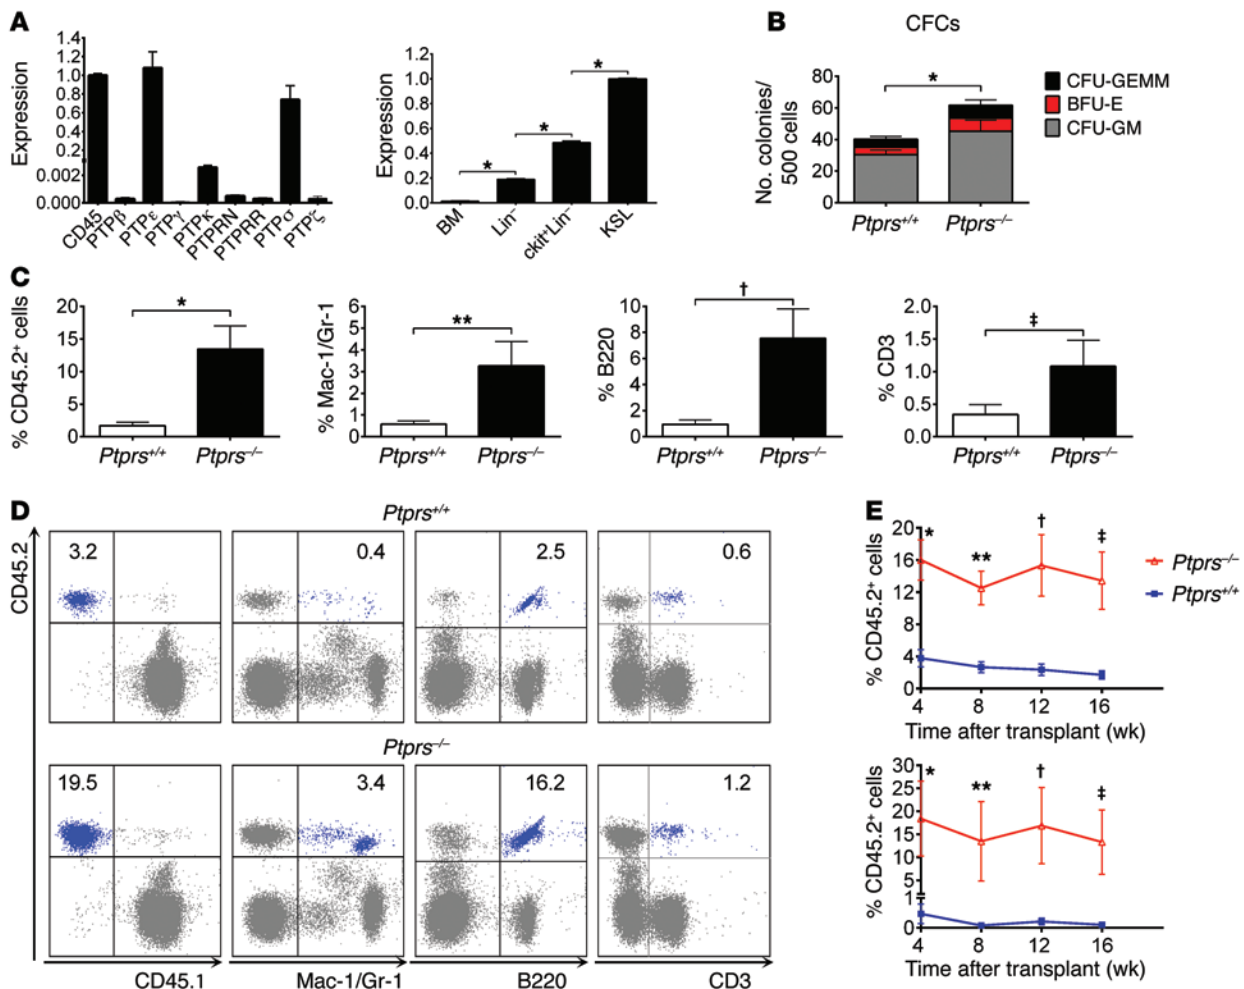 A
Expression
1.4
1.2
1.0
0.8
0.6
0.4
0.2
0.002
0.000
CD45
PTPβ
PTPε
PTPγ
PTPκ
PTPRN
PTPRR
PTPσ
PTPζ
Expression
1.2
1.0
0.8
0.6
0.4
0.2
0.0
*
*
*
BM
Lin⁻
ckit⁺Lin⁻
KSL
B
CFCs
No. colonies/
500 cells
80
60
40
20
0
*
Ptprs⁺/⁺
Ptprs⁻/⁻
CFU-GEMM
BFU-E
CFU-GM
C
% CD45.2⁺ cells
20
15
10
5
0
*
Ptprs⁺/⁺
Ptprs⁻/⁻
% Mac-1/Gr-1
6
5
4
3
2
1
0
**
Ptprs⁺/⁺
Ptprs⁻/⁻
% B220
10
8
6
4
2
0
†
Ptprs⁺/⁺
Ptprs⁻/⁻
% CD3
2.0
1.5
1.0
0.5
0.0
‡
Ptprs⁺/⁺
Ptprs⁻/⁻
D
Ptprs⁺/⁺
CD45.2
3.2
0.4
2.5
0.6
Ptprs⁻/⁻
19.5
3.4
16.2
1.2
CD45.1
Mac-1/Gr-1
B220
CD3
E
% CD45.2⁺ cells
20
16
12
8
4
0
*
**
†
‡
Ptprs⁻/⁻
Ptprs⁺/⁺
4
8
12
16
Time after transplant (wk)
% CD45.2⁺ cells
30
25
20
15
10
5
1
0
*
**
†
‡
4
8
12
16
Time after transplant (wk)